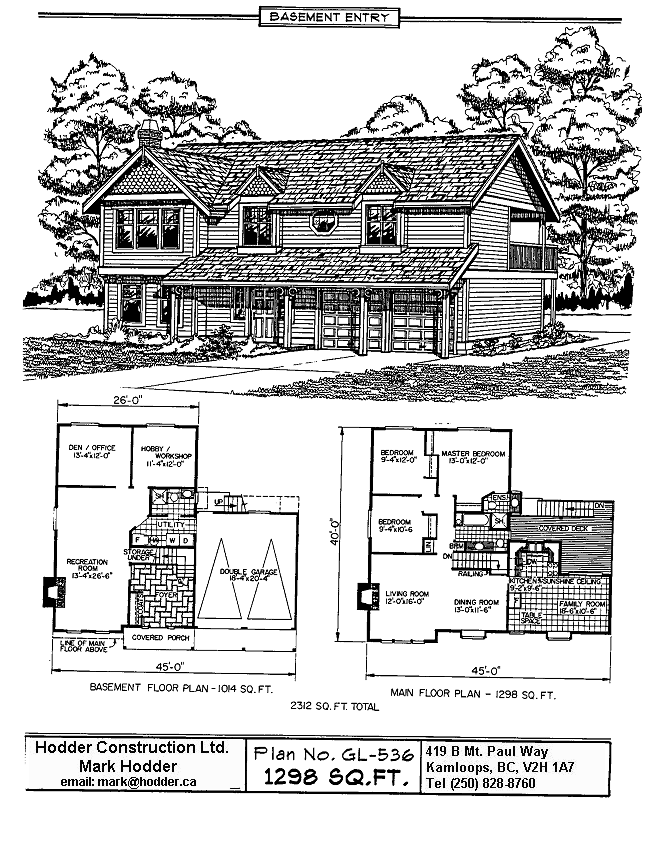 BASEMENT ENTRY
26'-0"
DEN / OFFICE
13'-4"x12'-0"
HOBBY /
WORKSHOP
11'-4"x12'-0"
SH
UP
UTILITY
F
HW
W D
STORAGE
UNDER
RECREATION
ROOM
13'-4"x26'-6"
FOYER
CLOSETS
DOUBLE GARAGE
18'-4"x20'-4"
LINE OF MAIN
FLOOR ABOVE
COVERED PORCH
45'-0"
BASEMENT FLOOR PLAN - 1014 SQ. FT.
40'-0"
BEDROOM
9'-4"x12'-0"
MASTER BEDROOM
13'-0"x12'-0"
ENS.
SH.
BEDROOM
9'-4"x10'-6
LIN
DN
DN
COVERED DECK
DW
RAILING
KITCHEN
9'-2"x9'-6"
SUNSHINE CEILING
LIVING ROOM
12'-0"x16'-0"
DINING ROOM
13'-0"x11'-6"
TABLE
SPACE
FAMILY ROOM
18'-6"x10'-6"
45'-0"
MAIN FLOOR PLAN - 1298 SQ. FT.
2312 SQ. FT. TOTAL
Hodder Construction Ltd.
Mark Hodder
email: mark@hodder.ca
Plan No. GL-536
1298 SQ.FT.
419 B Mt. Paul Way
Kamloops, BC, V2H 1A7
Tel (250) 828-8760